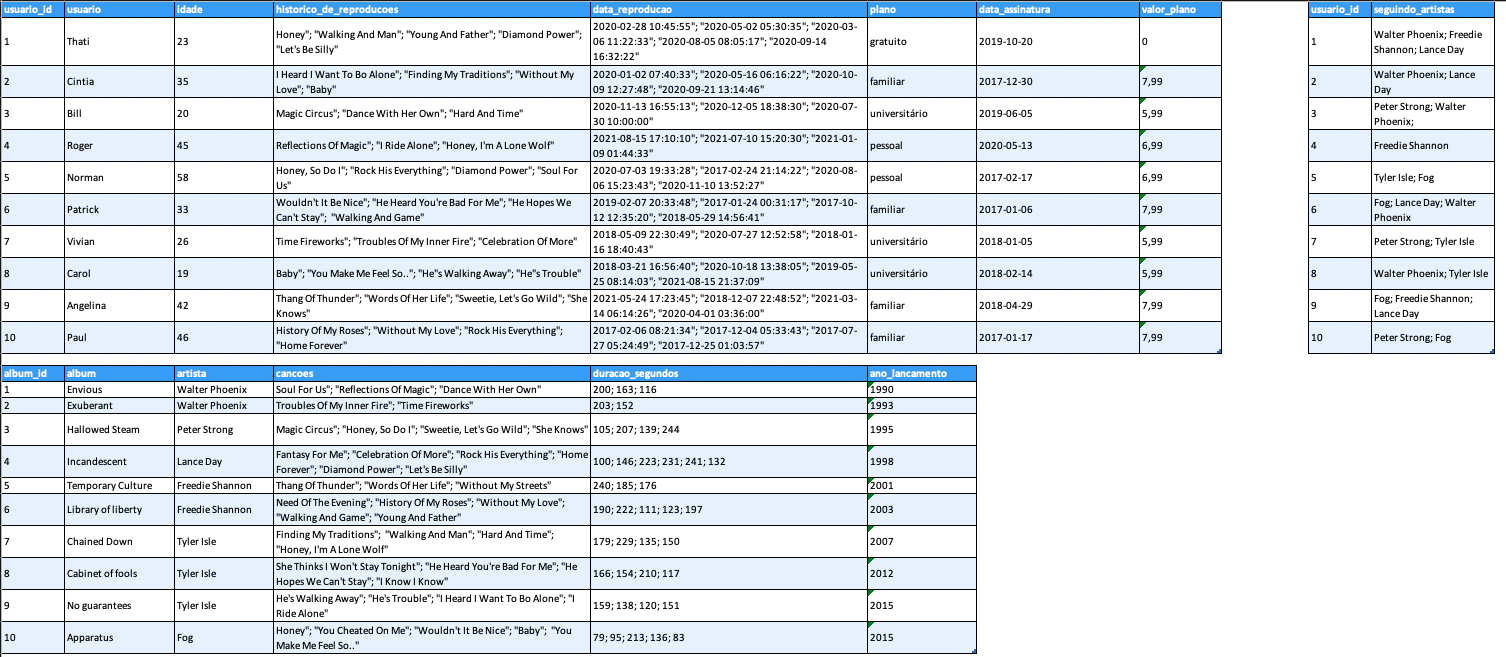 usuario_id usuario idade historico_de_reproducoes data_reproducao plano data_assinatura valor_plano
1 Thati 23 Honey"; "Walking And Man"; "Young And Father"; "Diamond Power";
"Let's Be Silly"
2020-02-28 10:45:55"; "2020-05-02 05:30:35"; "2020-03-
06 11:22:33"; "2020-08-05 08:05:17"; "2020-09-14
16:32:22"
gratuito 2019-10-20 0
2 Cintia 35 I Heard I Want To Bo Alone"; "Finding My Traditions"; "Without My
Love"; "Baby"
2020-01-02 07:40:33"; "2020-05-16 06:16:22"; "2020-10-
09 12:27:48"; "2020-09-21 13:14:46"
familiar 2017-12-30 7,99
3 Bill 20 Magic Circus"; "Dance With Her Own"; "Hard And Time"
2020-11-13 16:55:13"; "2020-12-05 18:38:30"; "2020-07-
30 10:00:00"
universitário 2019-06-05 5,99
4 Roger 45 Reflections Of Magic"; "I Ride Alone"; "Honey, I'm A Lone Wolf"
2021-08-15 17:10:10"; "2021-07-10 15:20:30"; "2021-01-
09 01:44:33"
pessoal 2020-05-13 6,99
5 Norman 58 Honey, So Do I"; "Rock His Everything"; "Diamond Power"; "Soul For
Us"
2020-07-03 19:33:28"; "2017-02-24 21:14:22"; "2020-08-
06 15:23:43"; "2020-11-10 13:52:27"
pessoal 2017-02-17 6,99
6 Patrick 33 Wouldn't It Be Nice"; "He Heard You're Bad For Me"; "He Hopes We
Can't Stay"; "Walking And Game"
2019-02-07 20:33:48"; "2017-01-24 00:31:17"; "2017-10-
12 12:35:20"; "2018-05-29 14:56:41"
familiar 2017-01-06 7,99
7 Vivian 26 Time Fireworks"; "Troubles Of My Inner Fire"; "Celebration Of More"
2018-05-09 22:30:49"; "2020-07-27 12:52:58"; "2018-01-
16 18:40:43"
universitário 2018-01-05 5,99
8 Carol 19 Baby"; "You Make Me Feel So.."; "He's Walking Away"; "He's Trouble"
2018-03-21 16:56:40"; "2020-10-18 13:38:05"; "2019-05-
25 08:14:03"; "2021-08-15 21:37:09"
universitário 2018-02-14 5,99
9 Angelina 42 Thang Of Thunder"; "Words Of Her Life"; "Sweetie, Let's Go Wild"; "She
Knows"
2021-05-24 17:23:45"; "2018-12-07 22:48:52"; "2021-03-
14 06:14:26"; "2020-04-01 03:36:00"
familiar 2018-04-29 7,99
10 Paul 46 History Of My Roses"; "Without My Love"; "Rock His Everything";
"Home Forever"
2017-02-06 08:21:34"; "2017-12-04 05:33:43"; "2017-07-
27 05:24:49"; "2017-12-25 01:03:57"
familiar 2017-01-17 7,99
usuario_id seguindo_artistas
1 Walter Phoenix; Freedie
Shannon; Lance Day
2 Walter Phoenix; Lance
Day
3 Peter Strong; Walter
Phoenix;
4 Freedie Shannon
5 Tyler Isle; Fog
6 Fog; Lance Day; Walter
Phoenix
7 Peter Strong; Tyler Isle
8 Walter Phoenix; Tyler Isle
9 Fog; Freedie Shannon;
Lance Day
10 Peter Strong; Fog
album_id album artista cancoes duracao_segundos ano_lancamento
1 Envious Walter Phoenix Soul For Us"; "Reflections Of Magic"; "Dance With Her Own" 200; 163; 116 1990
2 Exuberant Walter Phoenix Troubles Of My Inner Fire"; "Time Fireworks" 203; 152 1993
3 Hallowed Steam Peter Strong Magic Circus"; "Honey, So Do I"; "Sweetie, Let's Go Wild"; "She Knows" 105; 207; 139; 244 1995
4 Incandescent Lance Day Fantasy For Me"; "Celebration Of More"; "Rock His Everything"; "Home
Forever"; "Diamond Power"; "Let's Be Silly"
100; 146; 223; 231; 241; 132 1998
5 Temporary Culture Freedie Shannon Thang Of Thunder"; "Words Of Her Life"; "Without My Streets" 240; 185; 176 2001
6 Library of liberty Freedie Shannon Need Of The Evening"; "History Of My Roses"; "Without My Love";
"Walking And Game"; "Young And Father"
190; 222; 111; 123; 197 2003
7 Chained Down Tyler Isle Finding My Traditions"; "Walking And Man"; "Hard And Time";
"Honey, I'm A Lone Wolf"
179; 229; 135; 150 2007
8 Cabinet of fools Tyler Isle She Thinks I Won't Stay Tonight"; "He Heard You're Bad For Me"; "He
Hopes We Can't Stay"; "I Know I Know"
166; 154; 210; 117 2012
9 No guarantees Tyler Isle He's Walking Away"; "He's Trouble"; "I Heard I Want To Bo Alone"; "I
Ride Alone"
159; 138; 120; 151 2015
10 Apparatus Fog Honey"; "You Cheated On Me"; "Wouldn't It Be Nice"; "Baby"; "You
Make Me Feel So.."
79; 95; 213; 136; 83 2015